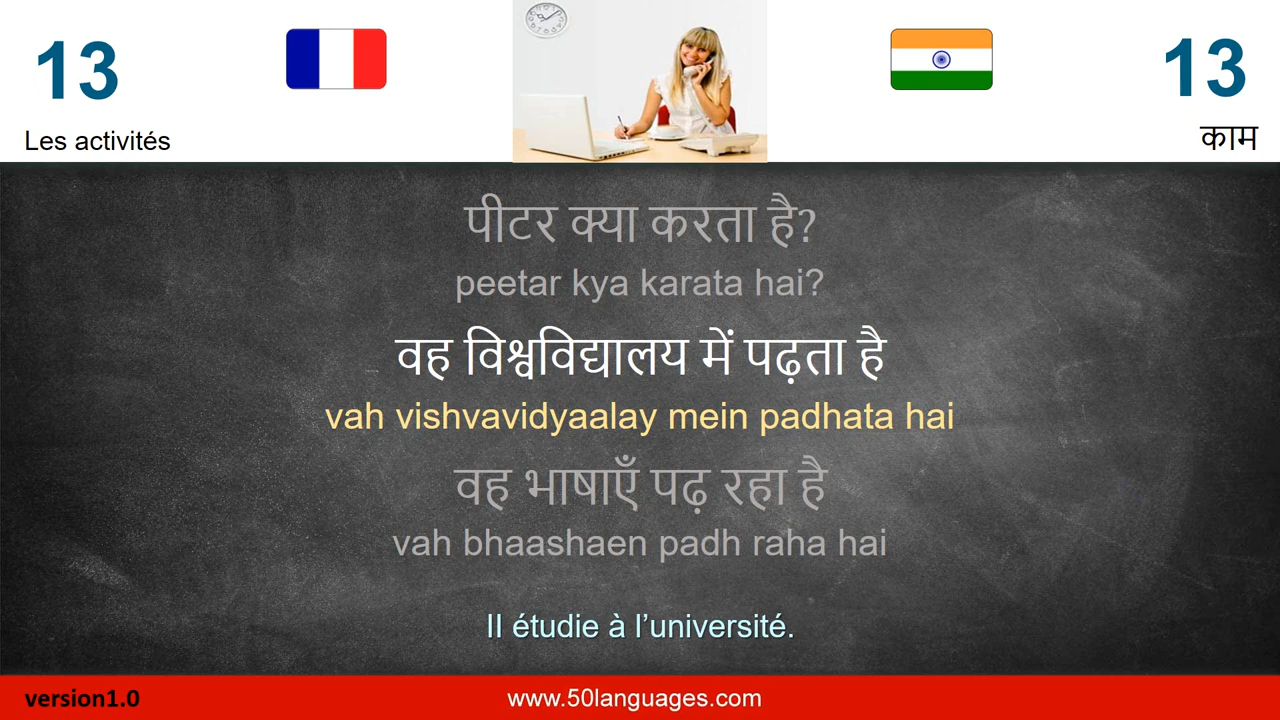 13
13
Les activités
काम
पीटर क्या करता है?
peetar kya karata hai?
वह विश्वविद्यालय में पढ़ता है
vah vishvavidyaalay mein padhata hai
वह भाषाएँ पढ़ रहा है
vah bhaashaen padh raha hai
Il étudie à l’université.
version1.0
www.50languages.com